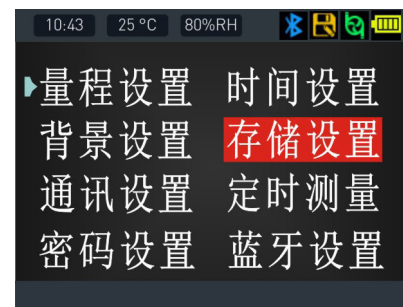 10:43 25 °C 80%RH
量程设置 时间设置
背景设置 存储设置
通讯设置 定时测量
密码设置 蓝牙设置